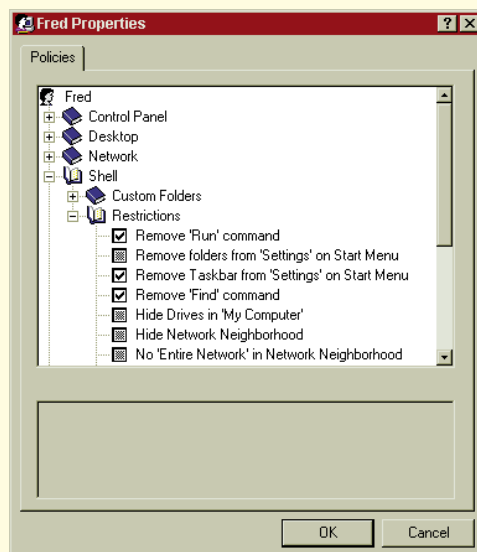 Fred Properties
Policies
Fred
Control Panel
Desktop
Network
Shell
Custom Folders
Restrictions
Remove 'Run' command
Remove folders from 'Settings' on Start Menu
Remove Taskbar from 'Settings' on Start Menu
Remove 'Find' command
Hide Drives in 'My Computer'
Hide Network Neighborhood
No 'Entire Network' in Network Neighborhood
OK Cancel